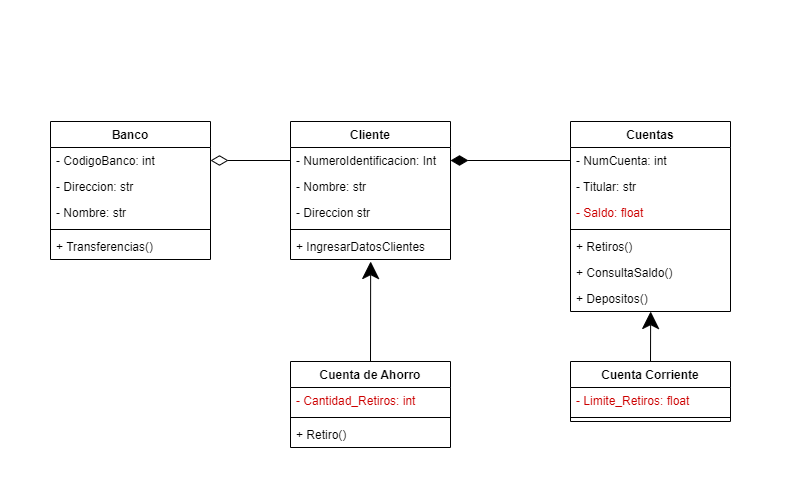 Banco
- CodigoBanco: int
- Direccion: str
- Nombre: str
+ Transferencias()
Cliente
- NumeroIdentificacion: Int
- Nombre: str
- Direccion str
+ IngresarDatosClientes
Cuentas
- NumCuenta: int
- Titular: str
- Saldo: float
+ Retiros()
+ ConsultaSaldo()
+ Depositos()
Cuenta de Ahorro
- Cantidad_Retiros: int
+ Retiro()
Cuenta Corriente
- Limite_Retiros: float